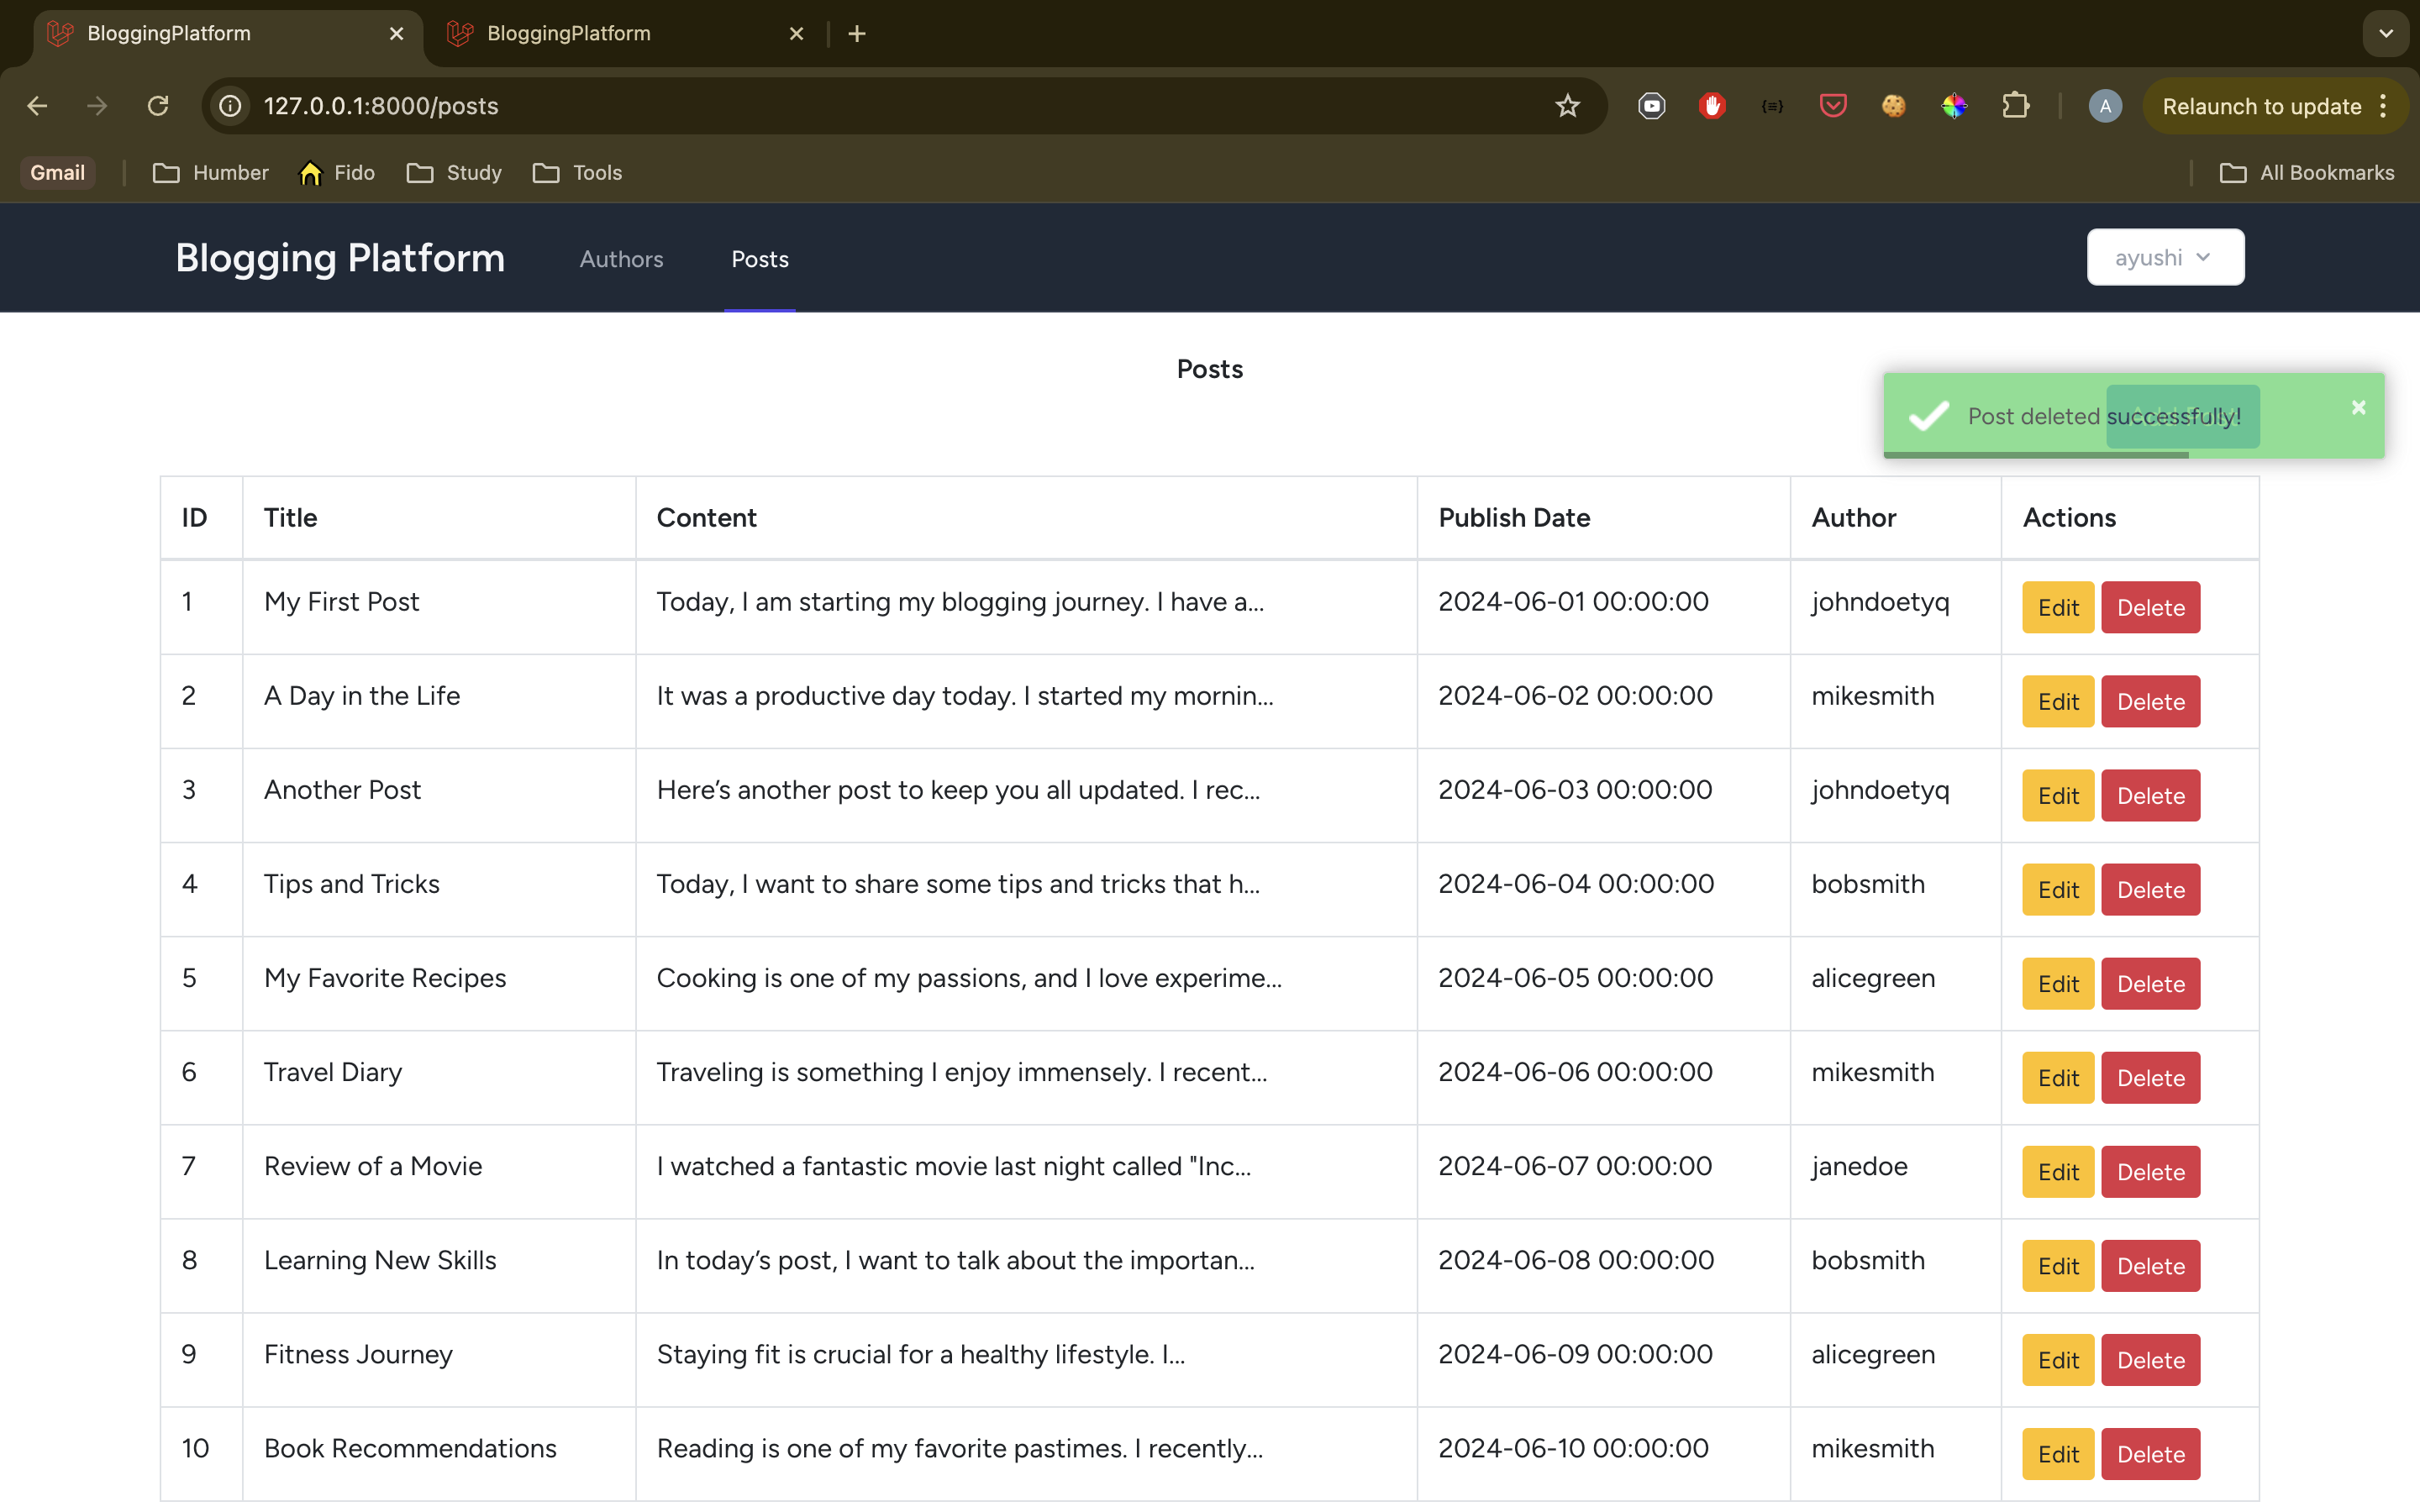 BloggingPlatform
BloggingPlatform
127.0.0.1:8000/posts
A
Relaunch to update
Gmail
Humber
Fido
Study
Tools
All Bookmarks
Blogging Platform
Authors
Posts
ayushi
Posts
Post deleted successfully!
ID Title Content Publish Date Author Actions
1 My First Post Today, I am starting my blogging journey. I have a... 2024-06-01 00:00:00 johndoetyq Edit Delete
2 A Day in the Life It was a productive day today. I started my mornin... 2024-06-02 00:00:00 mikesmith Edit Delete
3 Another Post Here’s another post to keep you all updated. I rec... 2024-06-03 00:00:00 johndoetyq Edit Delete
4 Tips and Tricks Today, I want to share some tips and tricks that h... 2024-06-04 00:00:00 bobsmith Edit Delete
5 My Favorite Recipes Cooking is one of my passions, and I love experime... 2024-06-05 00:00:00 alicegreen Edit Delete
6 Travel Diary Traveling is something I enjoy immensely. I recent... 2024-06-06 00:00:00 mikesmith Edit Delete
7 Review of a Movie I watched a fantastic movie last night called "Inc... 2024-06-07 00:00:00 janedoe Edit Delete
8 Learning New Skills In today’s post, I want to talk about the importan... 2024-06-08 00:00:00 bobsmith Edit Delete
9 Fitness Journey Staying fit is crucial for a healthy lifestyle. I... 2024-06-09 00:00:00 alicegreen Edit Delete
10 Book Recommendations Reading is one of my favorite pastimes. I recently... 2024-06-10 00:00:00 mikesmith Edit Delete